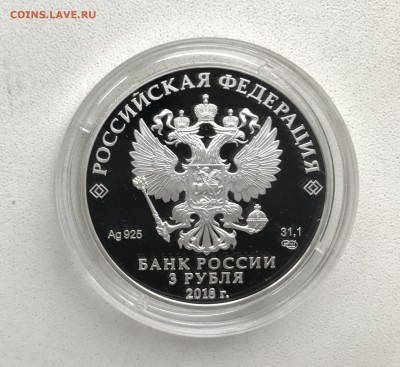 COINS.LAVE.RU
РОССИЙСКАЯ ФЕДЕРАЦИЯ
Ag 925
31,1
БАНК РОССИИ
3 РУБЛЯ
2018 г.